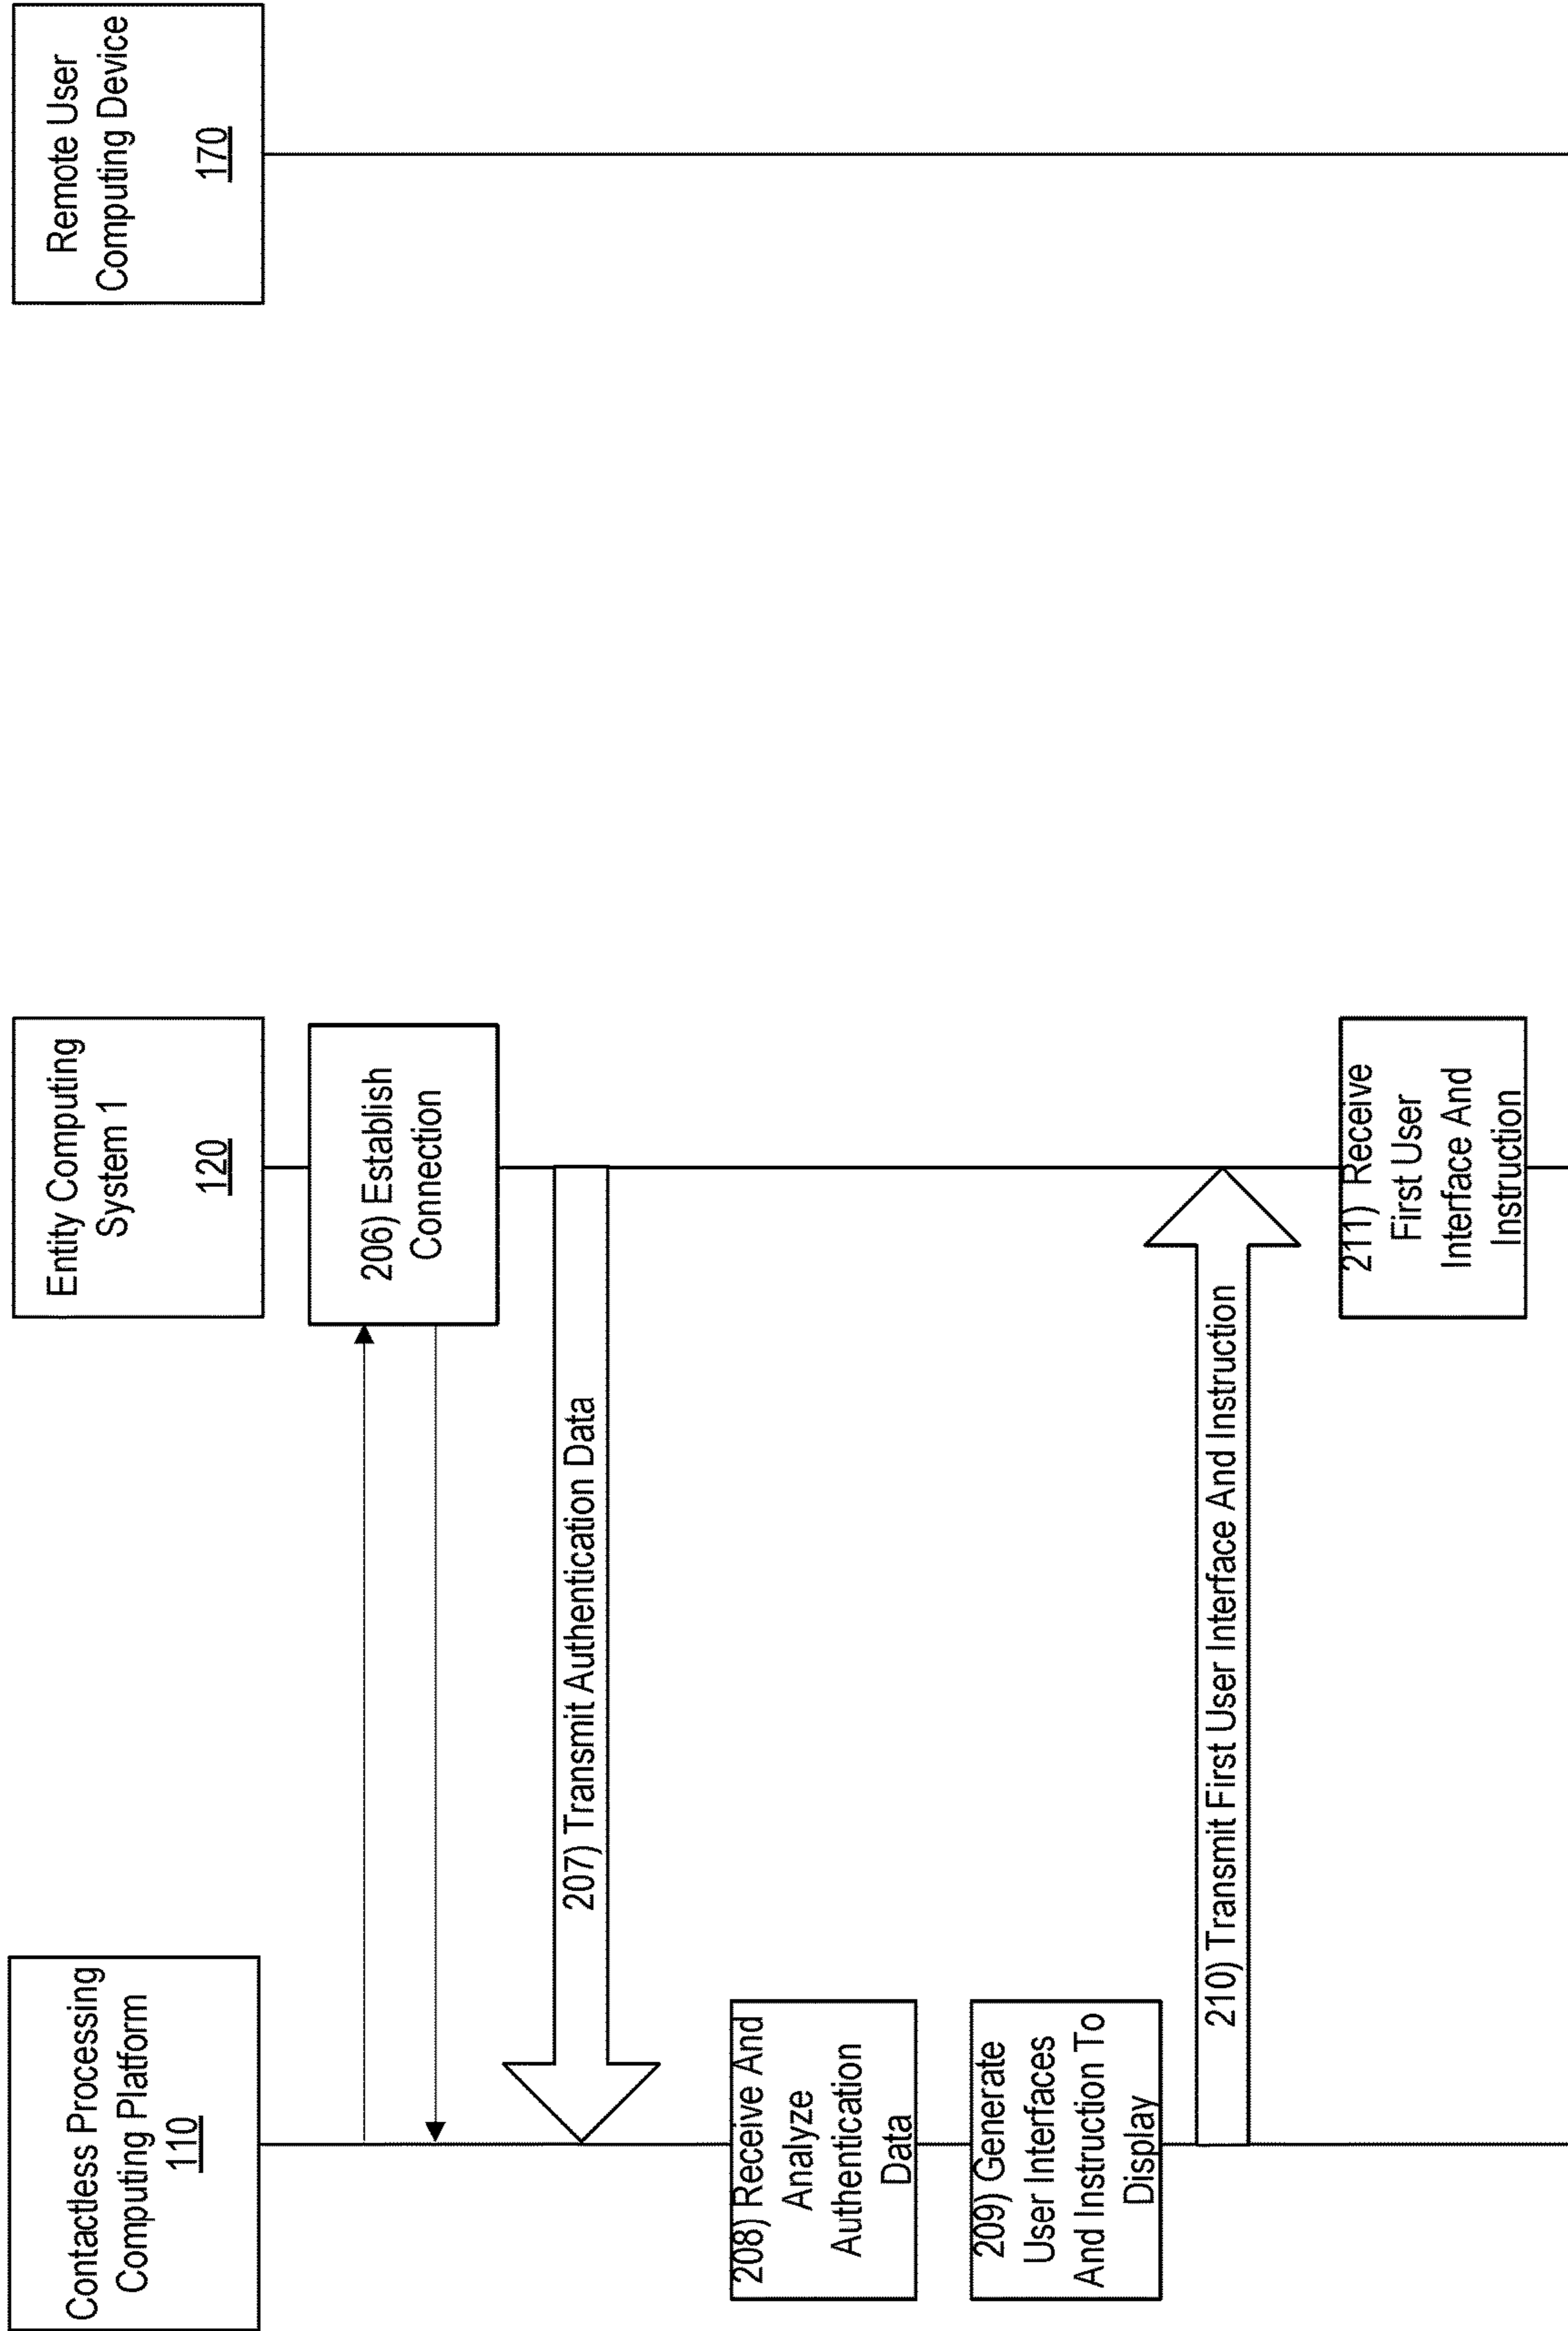 Contactless Processing
Computing Platform
110
Entity Computing
System 1
120
Remote User
Computing Device
170
206) Establish
Connection
207) Transmit Authentication Data
208) Receive And
Analyze
Authentication
Data
209) Generate
User Interfaces
And Instruction To
Display
210) Transmit First User Interface And Instruction
211) Receive
First User
Interface And
Instruction